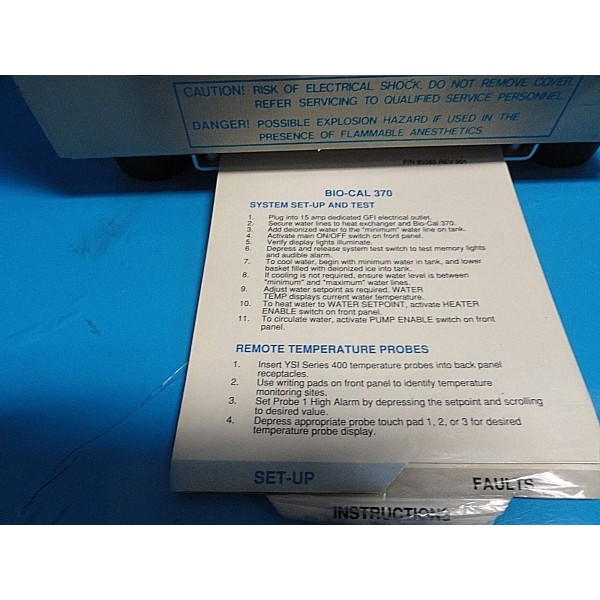 CAUTION! RISK OF ELECTRICAL SHOCK, DO NOT REMOVE COVER.
REFER SERVICING TO QUALIFIED SERVICE PERSONNEL
DANGER! POSSIBLE EXPLOSION HAZARD IF USED IN THE
PRESENCE OF FLAMMABLE ANESTHETICS
BIO-CAL 370
SYSTEM SET-UP AND TEST
1. Plug into 15 amp dedicated GFI electrical outlet.
2. Secure water lines to heat exchanger and Bio-Cal 370.
3. Add deionized water to the "minimum" water line on tank.
4. Activate main ON/OFF switch on front panel.
5. Verify display lights illuminate.
6. Depress and release system test switch to test memory lights
and audible alarm.
7. To cool water, begin with minimum water in tank, and lower
basket filled with deionized ice into tank.
8. If cooling is not required, ensure water level is between
"minimum" and "maximum" water lines.
9. Adjust water setpoint as required. WATER
TEMP displays current water temperature.
10. To heat water to WATER SETPOINT, activate HEATER
ENABLE switch on front panel.
11. To circulate water, activate PUMP ENABLE switch on front
panel.
REMOTE TEMPERATURE PROBES
1. Insert YSI Series 400 temperature probes into back panel
receptacles.
2. Use writing pads on front panel to identify temperature
monitoring sites.
3. Set Probe 1 High Alarm by depressing the setpoint and scrolling
to desired value.
4. Depress appropriate probe touch pad 1, 2, or 3 for desired
temperature probe display.
SET-UP
FAULTS
INSTRUCTIONS